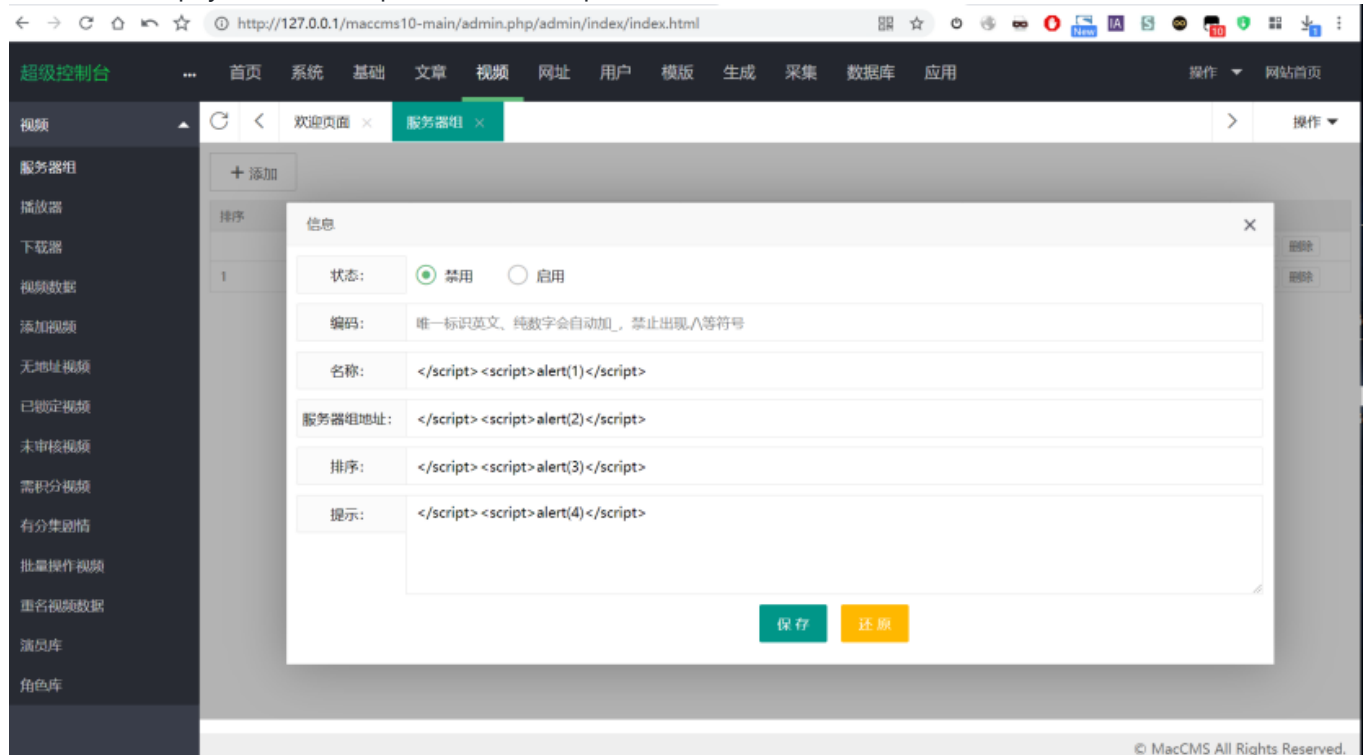 http://127.0.0.1/maccms10-main/admin.php/admin/index/index.html
New
IA
S
10
1
超级控制台 ... 首页 系统 基础 文章 视频 网址 用户 模版 生成 采集 数据库 应用 操作 网站首页
视频
欢迎页面 × 服务器组 × 操作
服务器组
+ 添加
播放器
排序
信息 ×
下载器
删除
状态: 禁用 启用
1 删除
视频数据
编码: 唯一标识英文、纯数字会自动加_，禁止出现./\等符号
添加视频
无地址视频
名称: </script><script>alert(1)</script>
已锁定视频
服务器组地址: </script><script>alert(2)</script>
未审核视频
排序: </script><script>alert(3)</script>
需积分视频
提示: </script><script>alert(4)</script>
有分集剧情
批量操作视频
重名视频数据
保存 还原
演员库
角色库
© MacCMS All Rights Reserved.